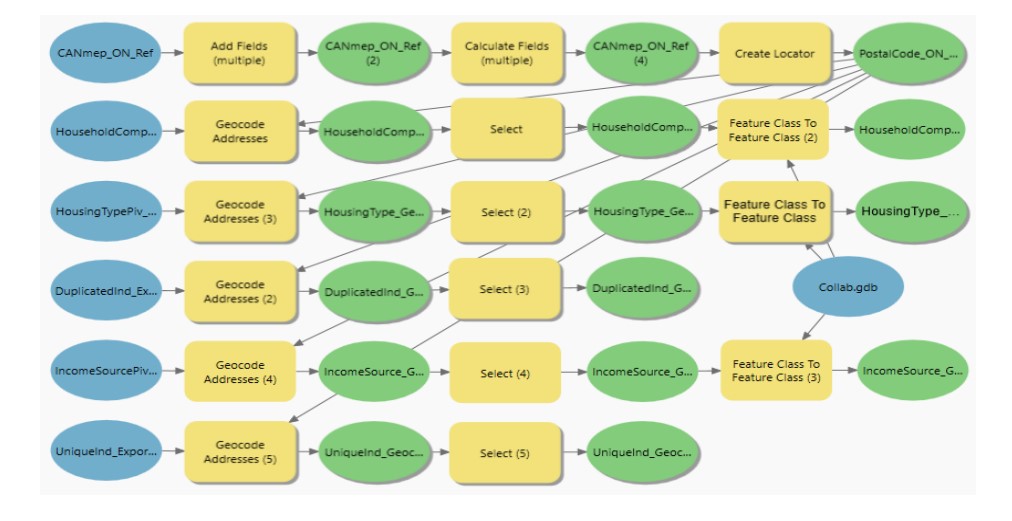 CANmep_ON_Ref
Add Fields
(multiple)
CANmep_ON_Ref
(2)
Calculate Fields
(multiple)
CANmep_ON_Ref
(4)
Create Locator
PostalCode_ON_...
HouseholdComp...
Geocode
Addresses
HouseholdComp...
Select
HouseholdComp...
Feature Class To
Feature Class (2)
HouseholdComp...
HousingTypePiv_...
Geocode
Addresses (3)
HousingType_Ge...
Select (2)
HousingType_Ge...
Feature Class To
Feature Class
HousingType_...
DuplicatedInd_Ex...
Geocode
Addresses (2)
DuplicatedInd_G...
Select (3)
DuplicatedInd_G...
Collab.gdb
IncomeSourcePiv...
Geocode
Addresses (4)
IncomeSource_G...
Select (4)
IncomeSource_G...
Feature Class To
Feature Class (3)
IncomeSource_G...
UniqueInd_Expor...
Geocode
Addresses (5)
UniqueInd_Geoc...
Select (5)
UniqueInd_Geoc...